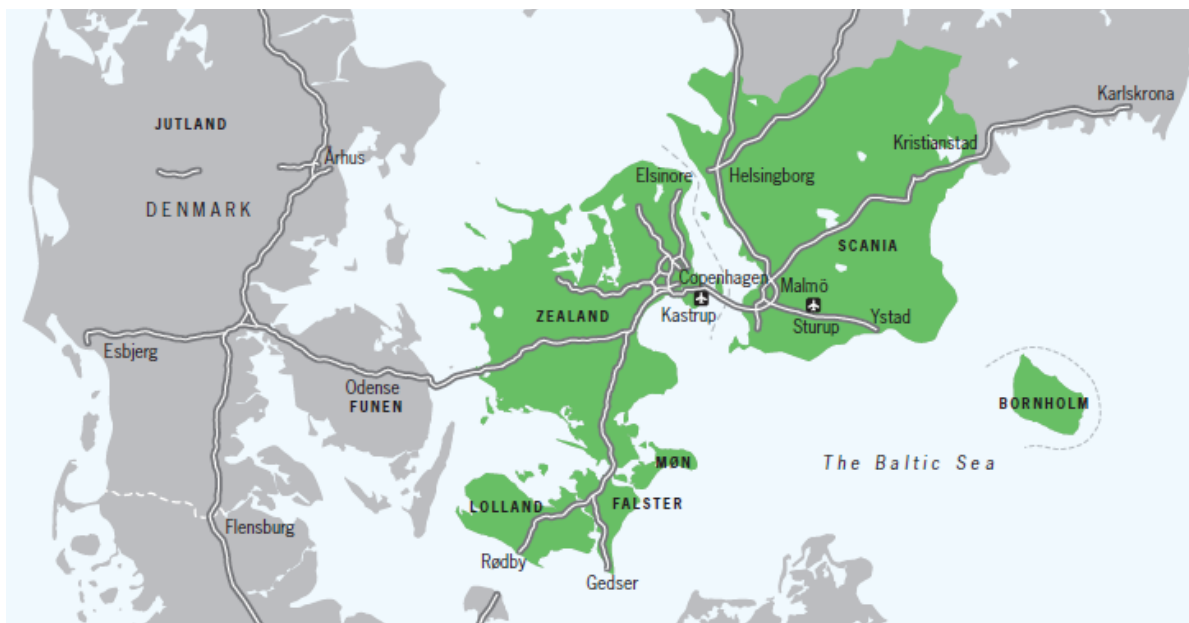 Karlskrona
JUTLAND
Kristianstad
Århus
Elsinore
Helsingborg
DENMARK
SCANIA
Copenhagen
Malmö
ZEALAND
Kastrup
Ystad
Sturup
Esbjerg
Odense
FUNEN
BORNHOLM
MØN
The Baltic Sea
LOLLAND
FALSTER
Flensburg
Rødby
Gedser